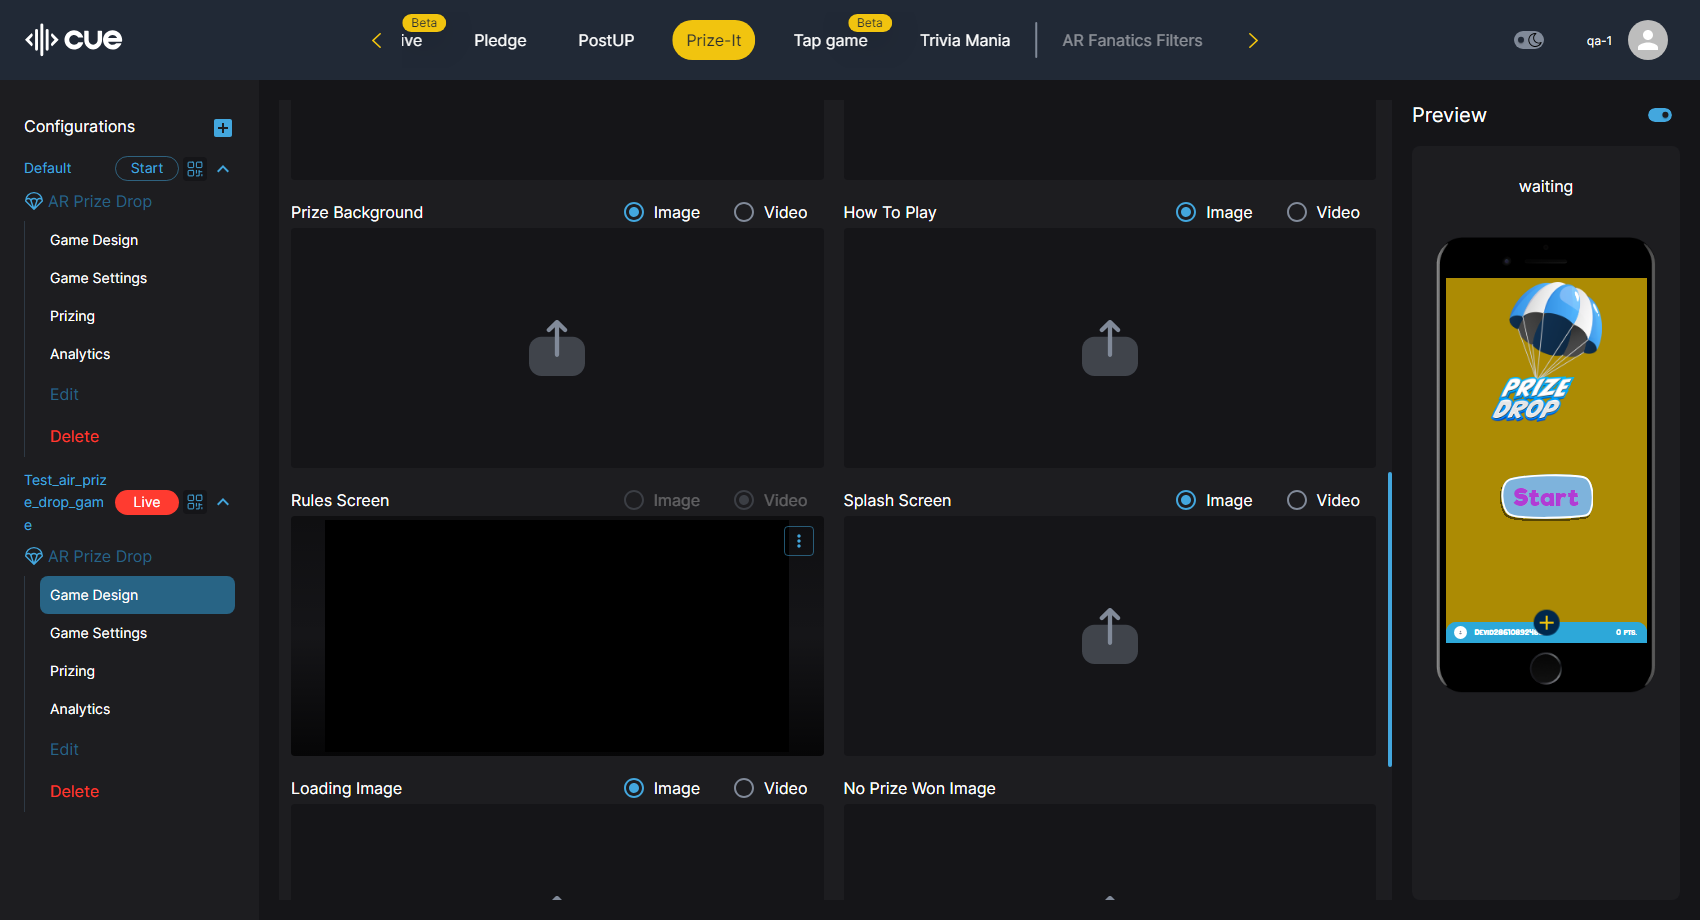 cue
Beta
ive
Pledge
PostUP
Prize-It
Beta
Tap game
Trivia Mania
AR Fanatics Filters
qa-1
Configurations
Default
Start
AR Prize Drop
Game Design
Game Settings
Prizing
Analytics
Edit
Delete
Test_air_priz
e_drop_gam
e
Live
AR Prize Drop
Game Design
Game Settings
Prizing
Analytics
Edit
Delete
Prize Background
Image
Video
How To Play
Image
Video
Rules Screen
Image
Video
Splash Screen
Image
Video
Loading Image
Image
Video
No Prize Won Image
Preview
waiting
PRIZE
DROP
Start
0 PTS.